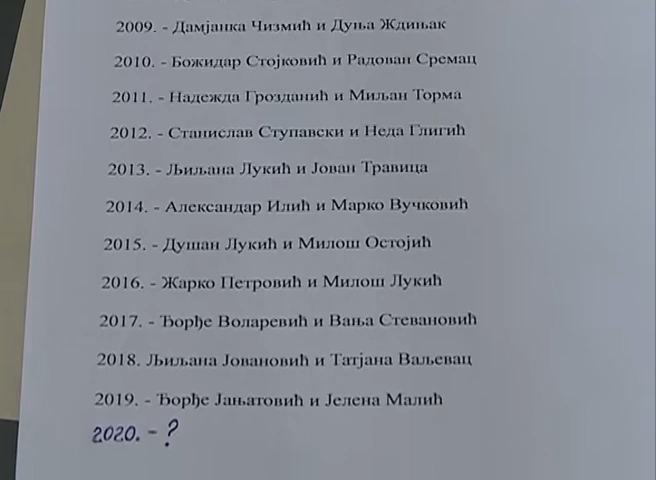 2009. - Дамјанка Чизмић и Дуња Ждињак
2010. - Божидар Стојковић и Радован Сремац
2011. - Надежда Грозданић и Миљан Торма
2012. - Станислав Ступавски и Неда Глигић
2013. - Љиљана Лукић и Јован Травица
2014. - Александар Илић и Марко Вучковић
2015. - Душан Лукић и Милош Остојић
2016. - Жарко Петровић и Милош Лукић
2017. - Ђорђе Воларевић и Вања Стевановић
2018. Љиљана Јовановић и Татјана Ваљевац
2019. - Ђорђе Јањатовић и Јелена Малић
2020. - ?